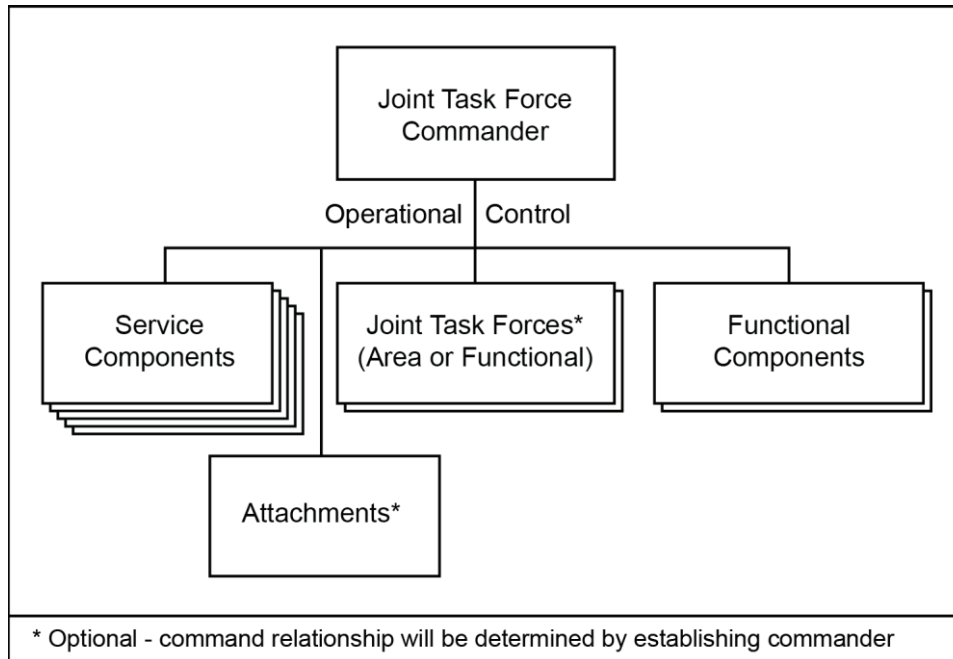 Joint Task Force
Commander
Operational Control
Service
Components
Joint Task Forces*
(Area or Functional)
Functional
Components
Attachments*
* Optional - command relationship will be determined by establishing commander